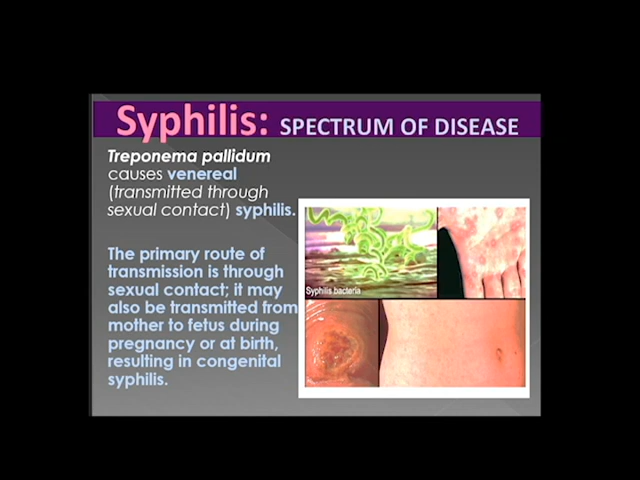 Syphilis: SPECTRUM OF DISEASE
Treponema pallidum
causes venereal
(transmitted through
sexual contact) syphilis.
The primary route of
transmission is through
sexual contact; it may
also be transmitted from
mother to fetus during
pregnancy or at birth,
resulting in congenital
syphilis.
Syphilis bacteria